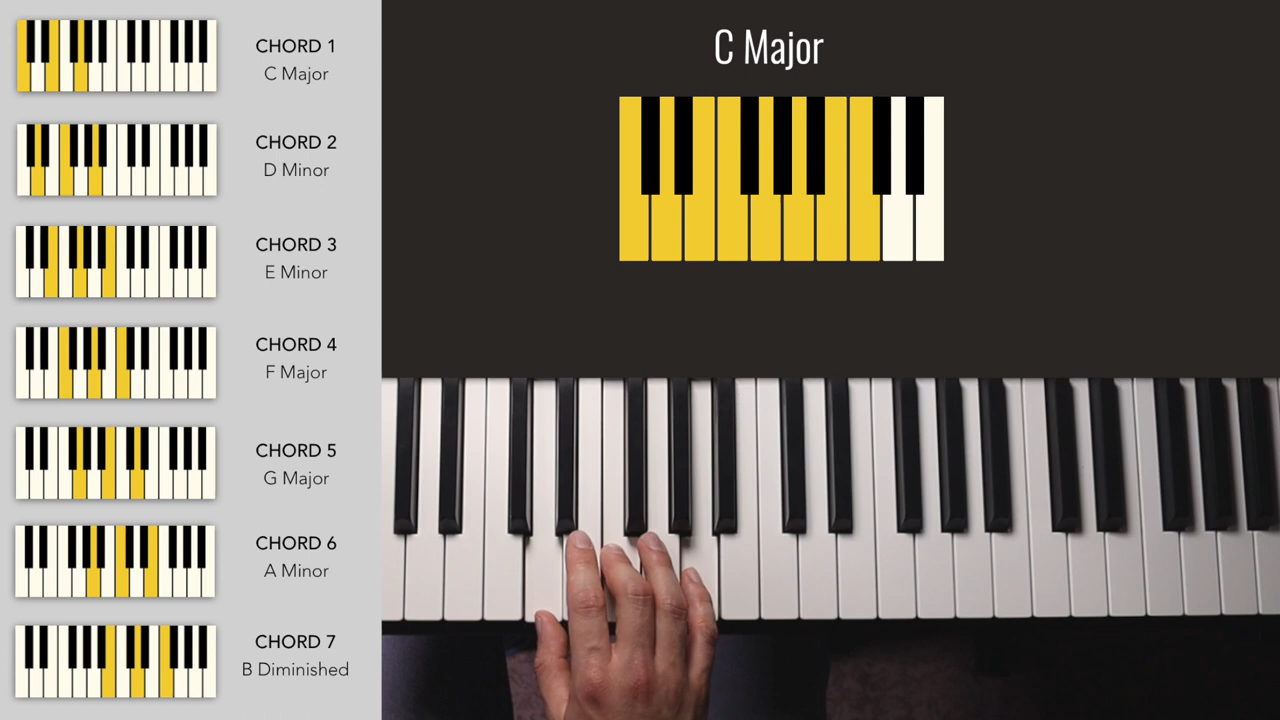 CHORD 1
C Major
CHORD 2
D Minor
CHORD 3
E Minor
CHORD 4
F Major
CHORD 5
G Major
CHORD 6
A Minor
CHORD 7
B Diminished
C Major